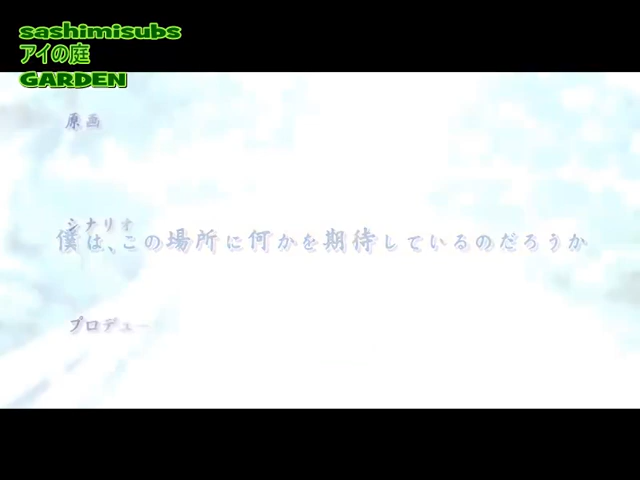 sashimisubs
アイの庭
GARDEN
原画
シナリオ
僕は、この場所に何かを期待しているのだろうか
プロデュー